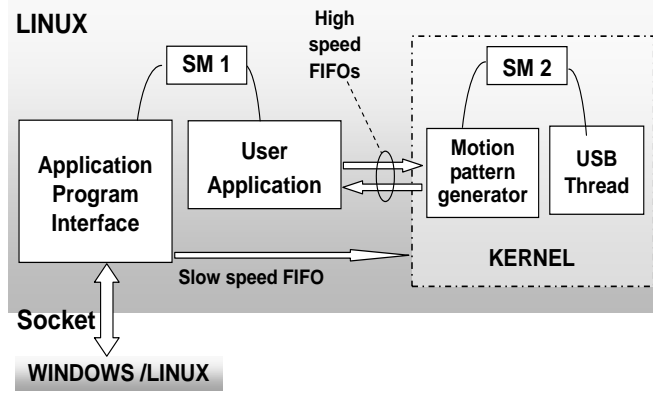 LINUX
High
speed
FIFOs
SM 1
SM 2
Application
Program
Interface
User
Application
Motion
pattern
generator
USB
Thread
KERNEL
Slow speed FIFO
Socket
WINDOWS /LINUX